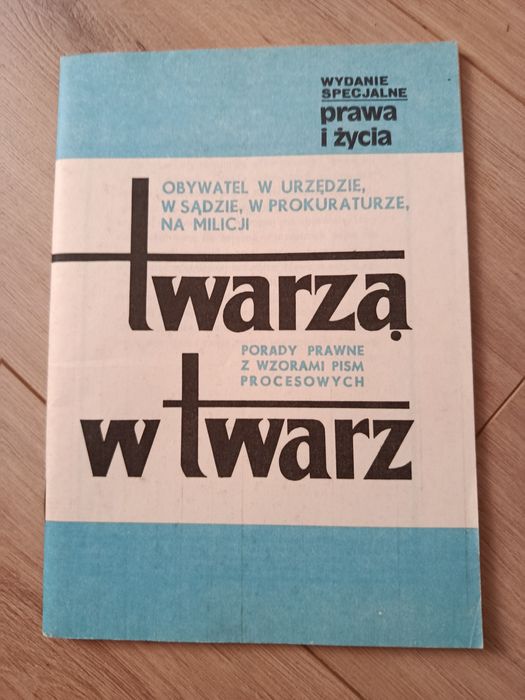 WYDANIE
SPECJALNE
prawa
i życia
OBYWATEL W URZĘDZIE,
W SĄDZIE, W PROKURATURZE,
NA MILICJI
twarzą
PORADY PRAWNE
Z WZORAMI PISM
PROCESOWYCH
w twarz